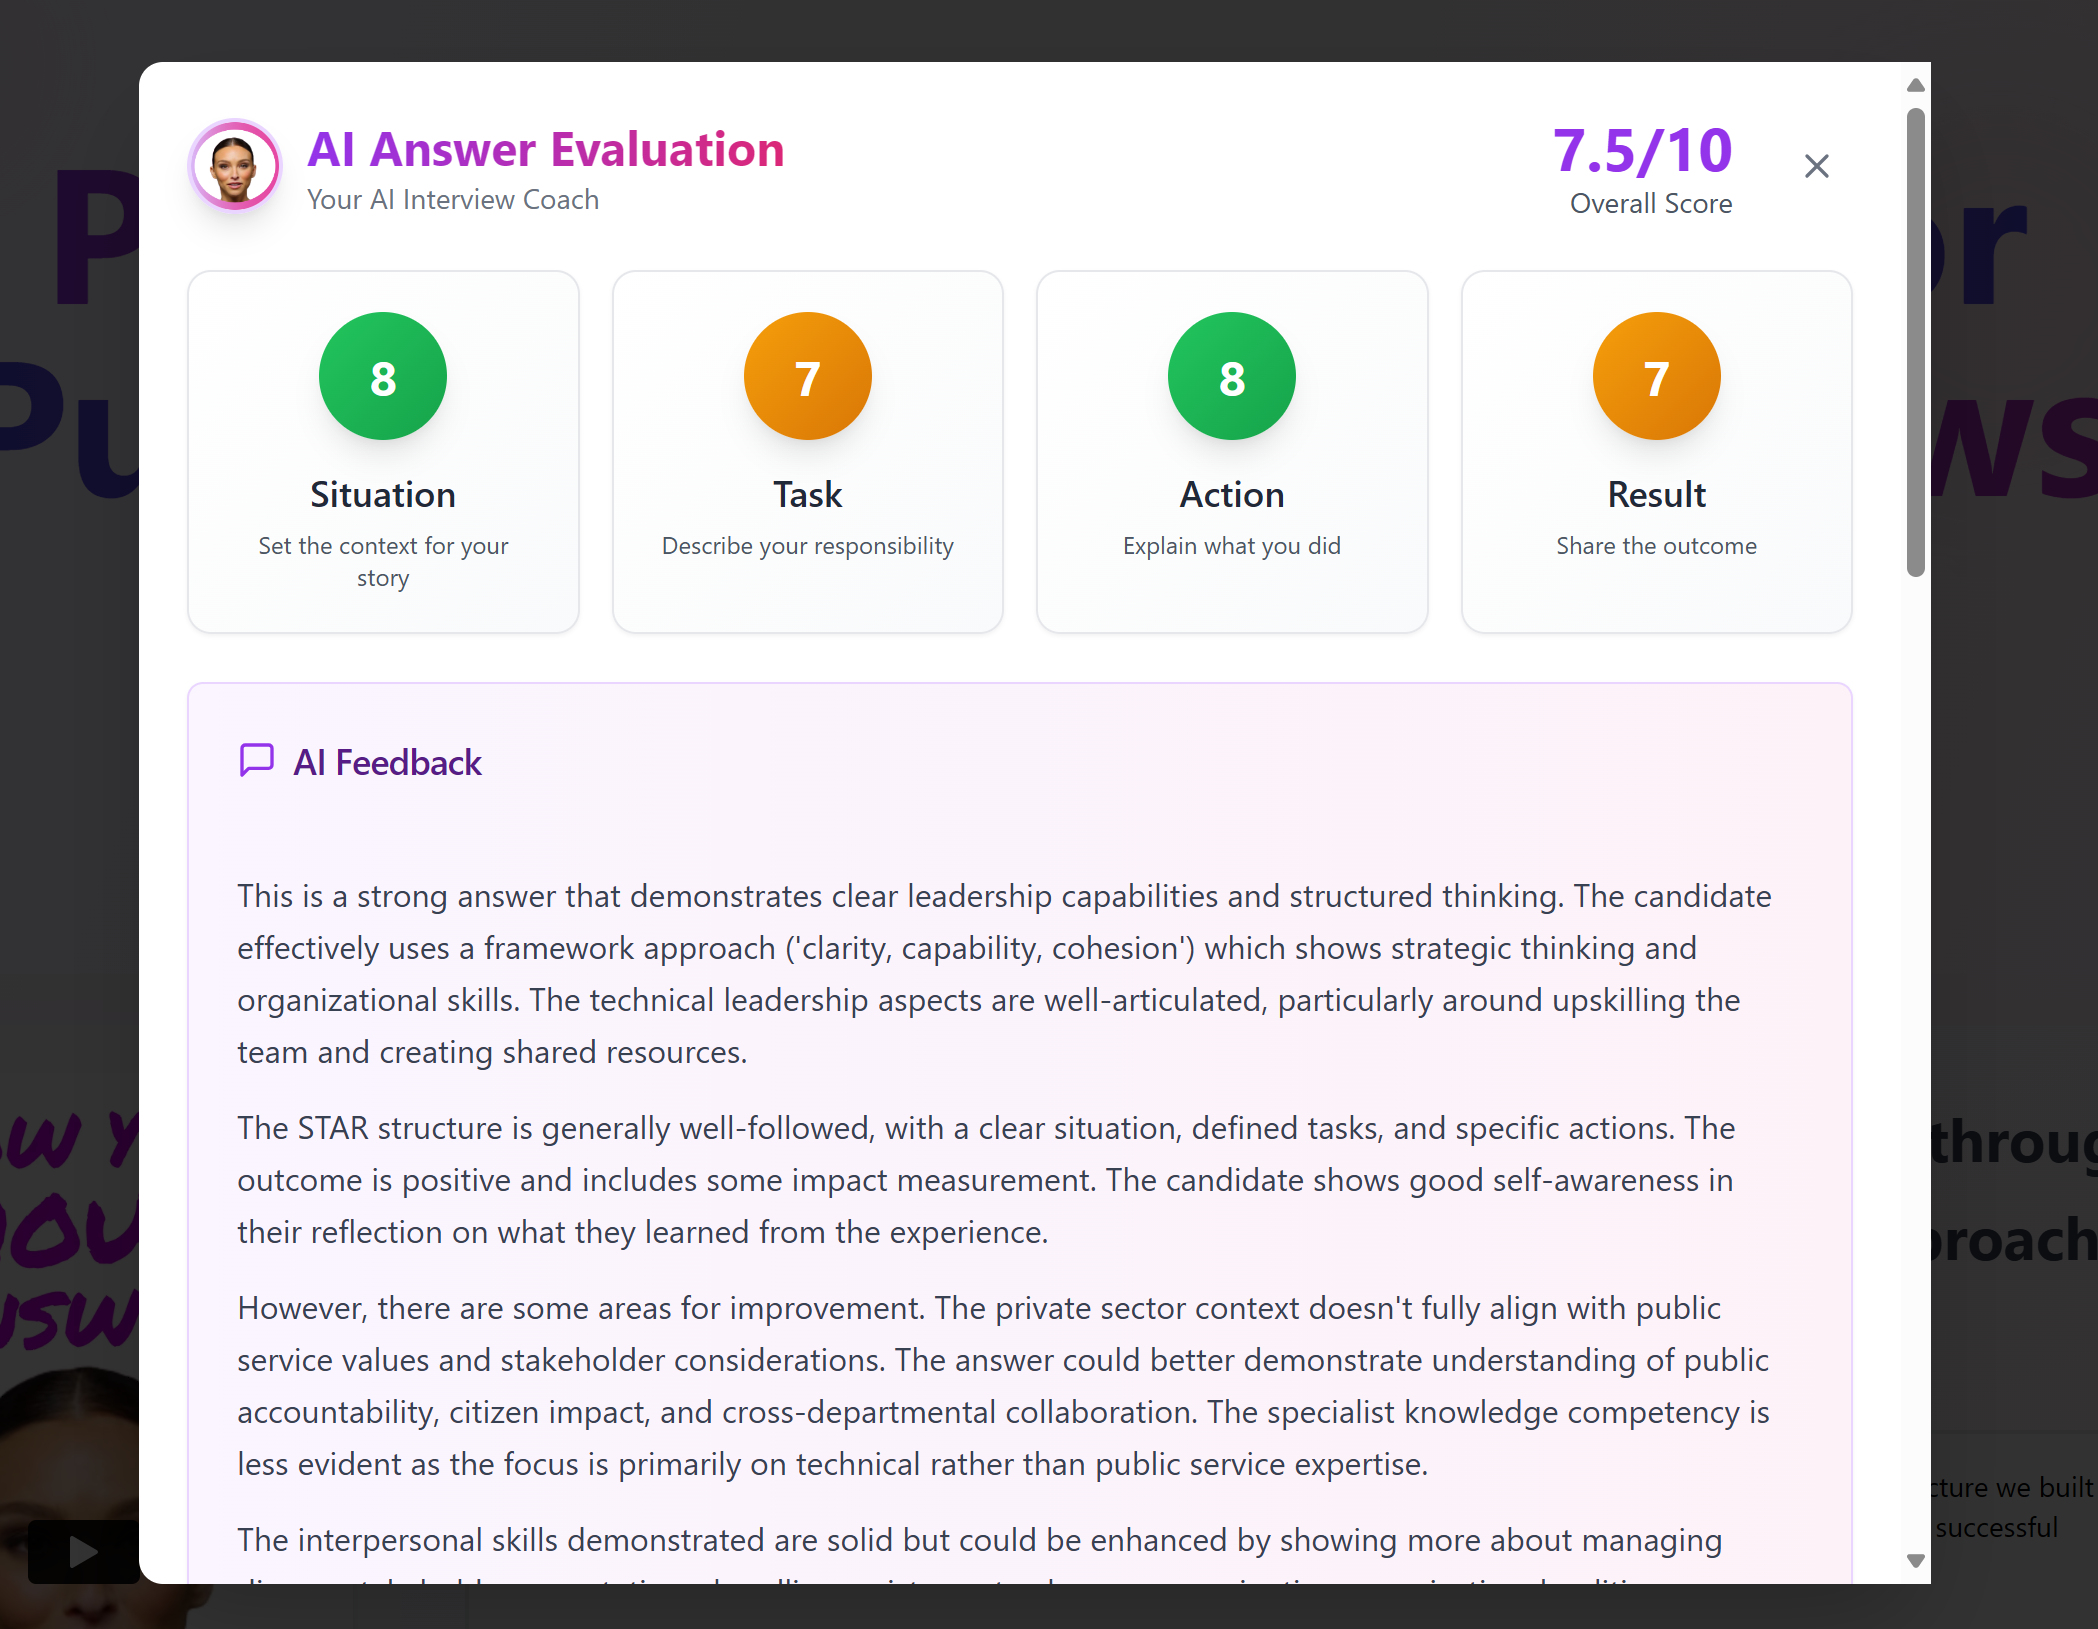 AI Answer Evaluation
Your AI Interview Coach
7.5/10
Overall Score
8
Situation
Set the context for your
story
7
Task
Describe your responsibility
8
Action
Explain what you did
7
Result
Share the outcome
AI Feedback
This is a strong answer that demonstrates clear leadership capabilities and structured thinking. The candidate
effectively uses a framework approach ('clarity, capability, cohesion') which shows strategic thinking and
organizational skills. The technical leadership aspects are well-articulated, particularly around upskilling the
team and creating shared resources.
The STAR structure is generally well-followed, with a clear situation, defined tasks, and specific actions. The
outcome is positive and includes some impact measurement. The candidate shows good self-awareness in
their reflection on what they learned from the experience.
However, there are some areas for improvement. The private sector context doesn't fully align with public
service values and stakeholder considerations. The answer could better demonstrate understanding of public
accountability, citizen impact, and cross-departmental collaboration. The specialist knowledge competency is
less evident as the focus is primarily on technical rather than public service expertise.
The interpersonal skills demonstrated are solid but could be enhanced by showing more about managing
we built
successful